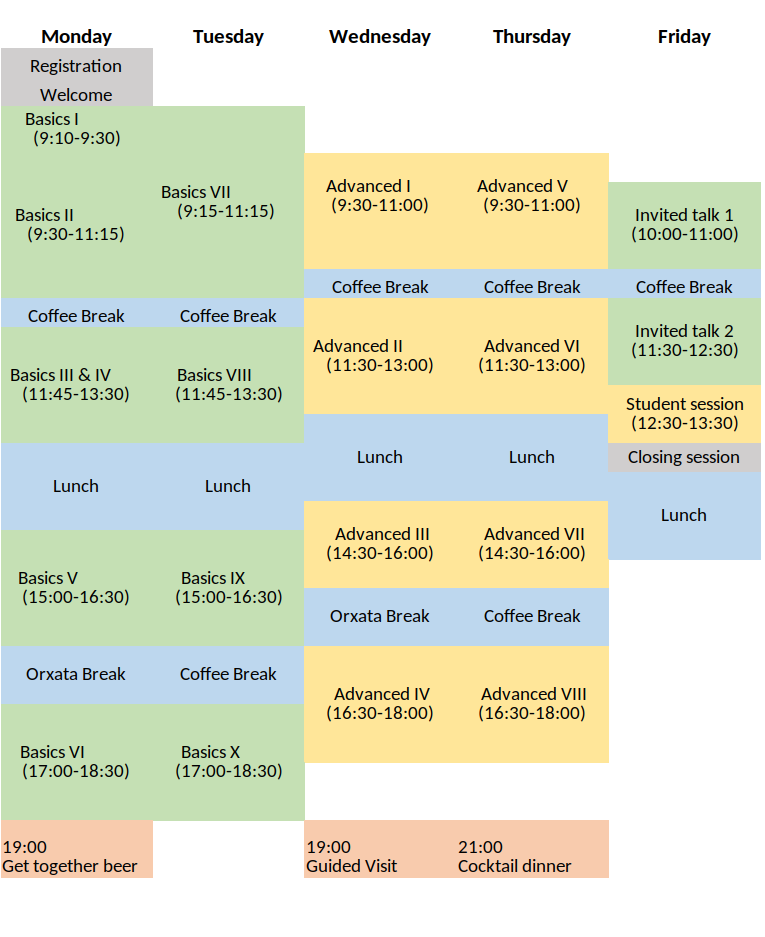 Monday
Tuesday
Wednesday
Thursday
Friday
Registration
Welcome
Basics I
(9:10-9:30)
Basics II
(9:30-11:15)
Coffee Break
Basics III & IV
(11:45-13:30)
Lunch
Basics V
(15:00-16:30)
Orxata Break
Basics VI
(17:00-18:30)
19:00
Get together beer
Basics VII
(9:15-11:15)
Coffee Break
Basics VIII
(11:45-13:30)
Lunch
Basics IX
(15:00-16:30)
Coffee Break
Basics X
(17:00-18:30)
Advanced I
(9:30-11:00)
Coffee Break
Advanced II
(11:30-13:00)
Lunch
Advanced III
(14:30-16:00)
Orxata Break
Advanced IV
(16:30-18:00)
19:00
Guided Visit
Advanced V
(9:30-11:00)
Coffee Break
Advanced VI
(11:30-13:00)
Lunch
Advanced VII
(14:30-16:00)
Coffee Break
Advanced VIII
(16:30-18:00)
21:00
Cocktail dinner
Invited talk 1
(10:00-11:00)
Coffee Break
Invited talk 2
(11:30-12:30)
Student session
(12:30-13:30)
Closing session
Lunch